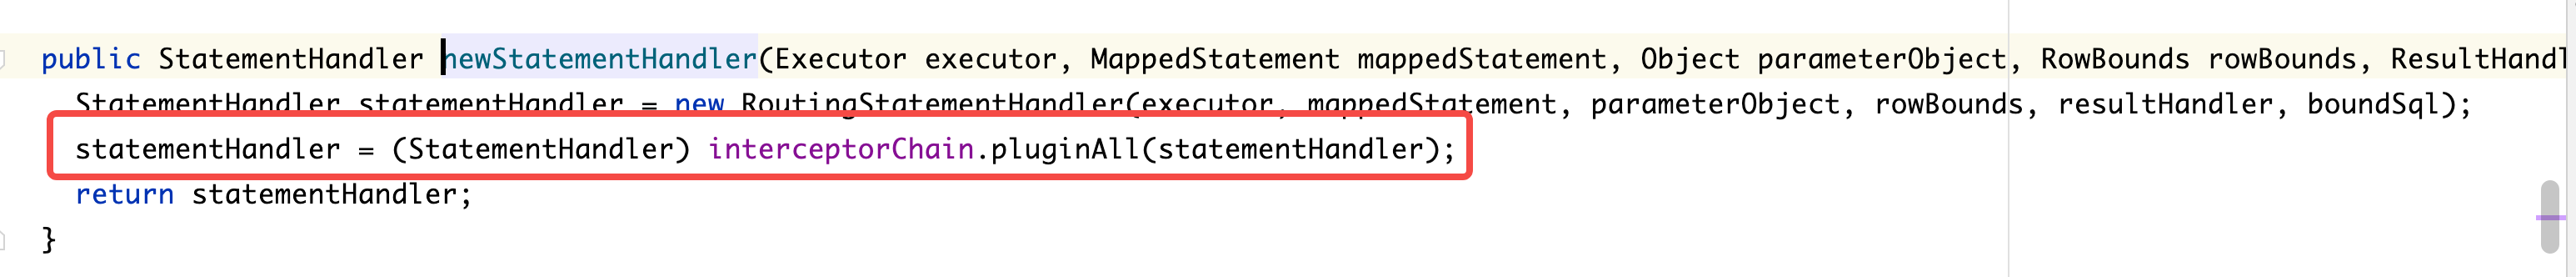 public StatementHandler newStatementHandler(Executor executor, MappedStatement mappedStatement, Object parameterObject, RowBounds rowBounds, ResultHandl
StatementHandler statementHandler = new RoutingStatementHandler(executor, mappedStatement, parameterObject, rowBounds, resultHandler, boundSql);
statementHandler = (StatementHandler) interceptorChain.pluginAll(statementHandler);
return statementHandler;
}